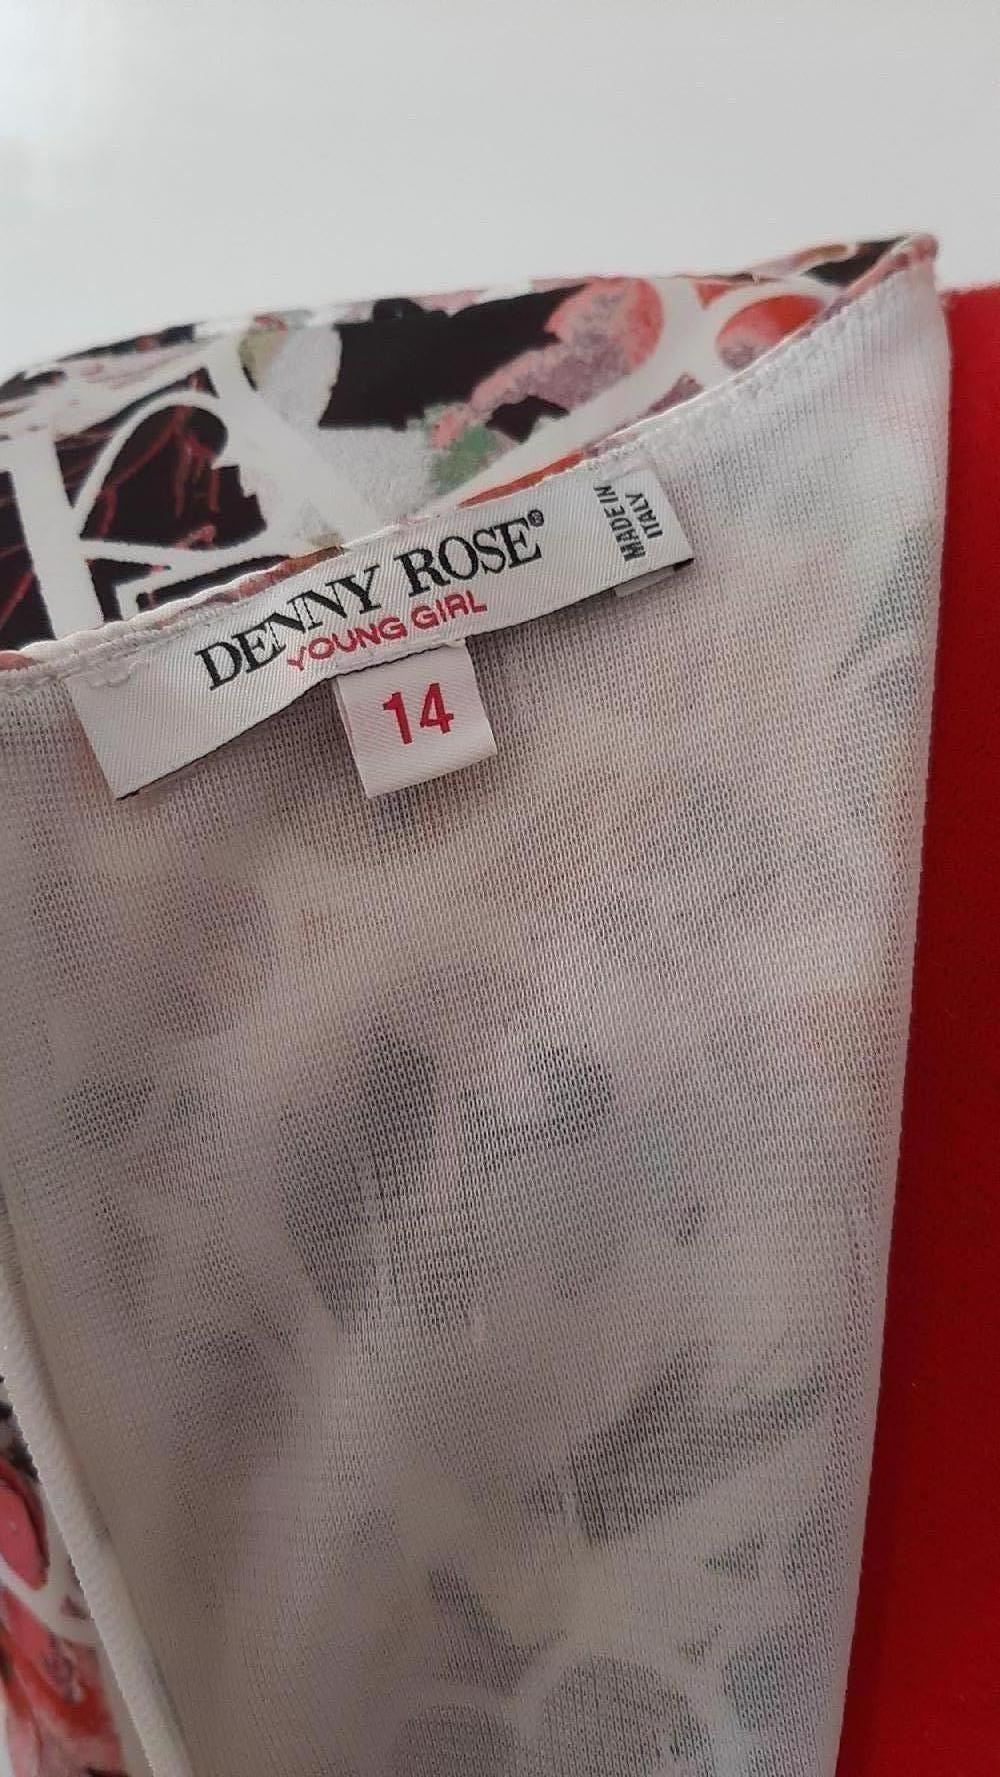 DENNY ROSE®
YOUNG GIRL
14
MADE IN
ITALY